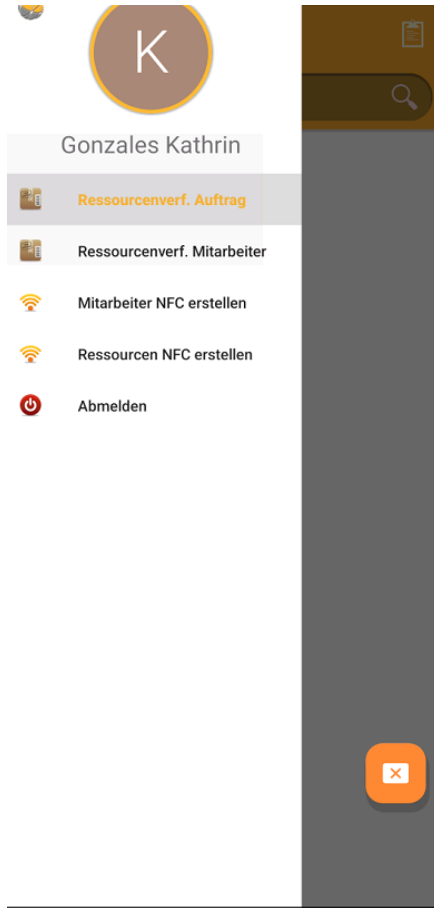 K
Gonzales Kathrin
Ressourcenverf. Auftrag
Ressourcenverf. Mitarbeiter
Mitarbeiter NFC erstellen
Ressourcen NFC erstellen
Abmelden